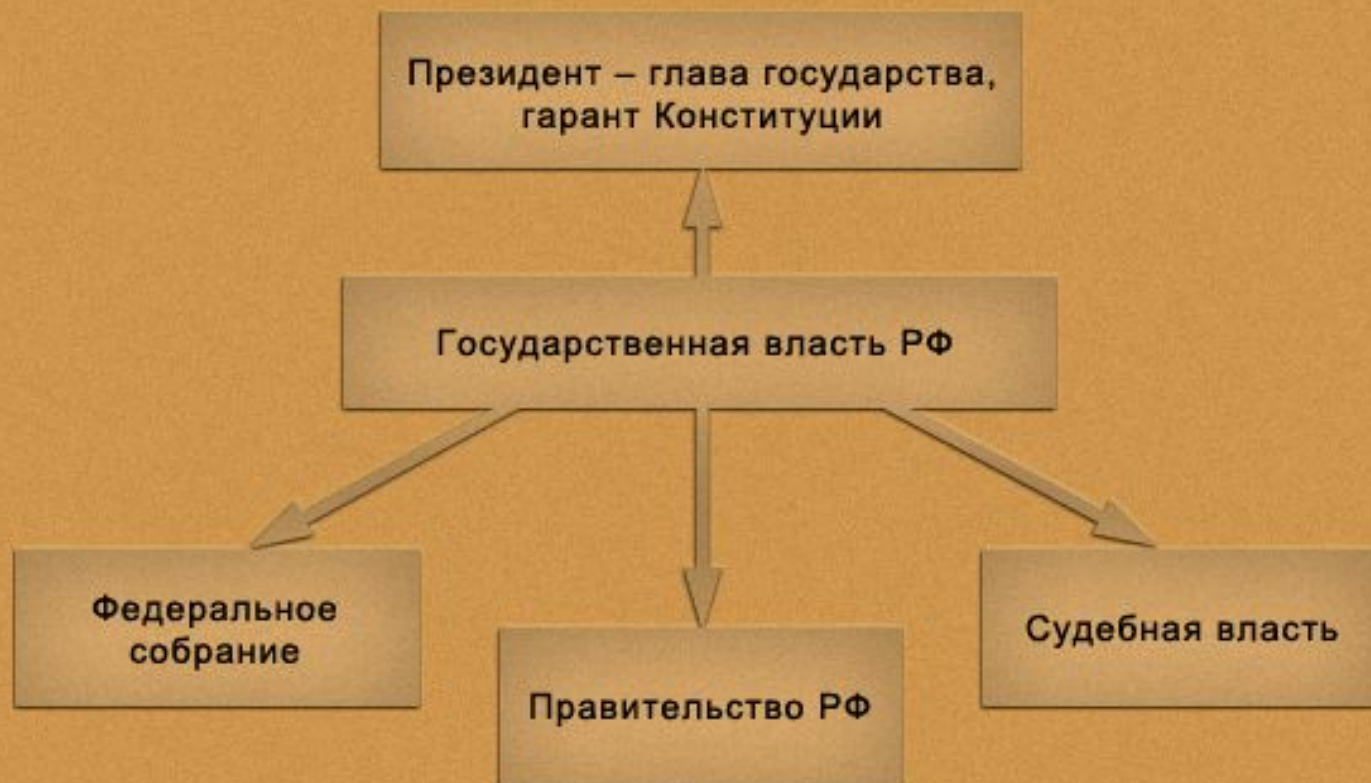 Президент – глава государства,
гарант Конституции
Государственная власть РФ
Федеральное
собрание
Правительство РФ
Судебная власть